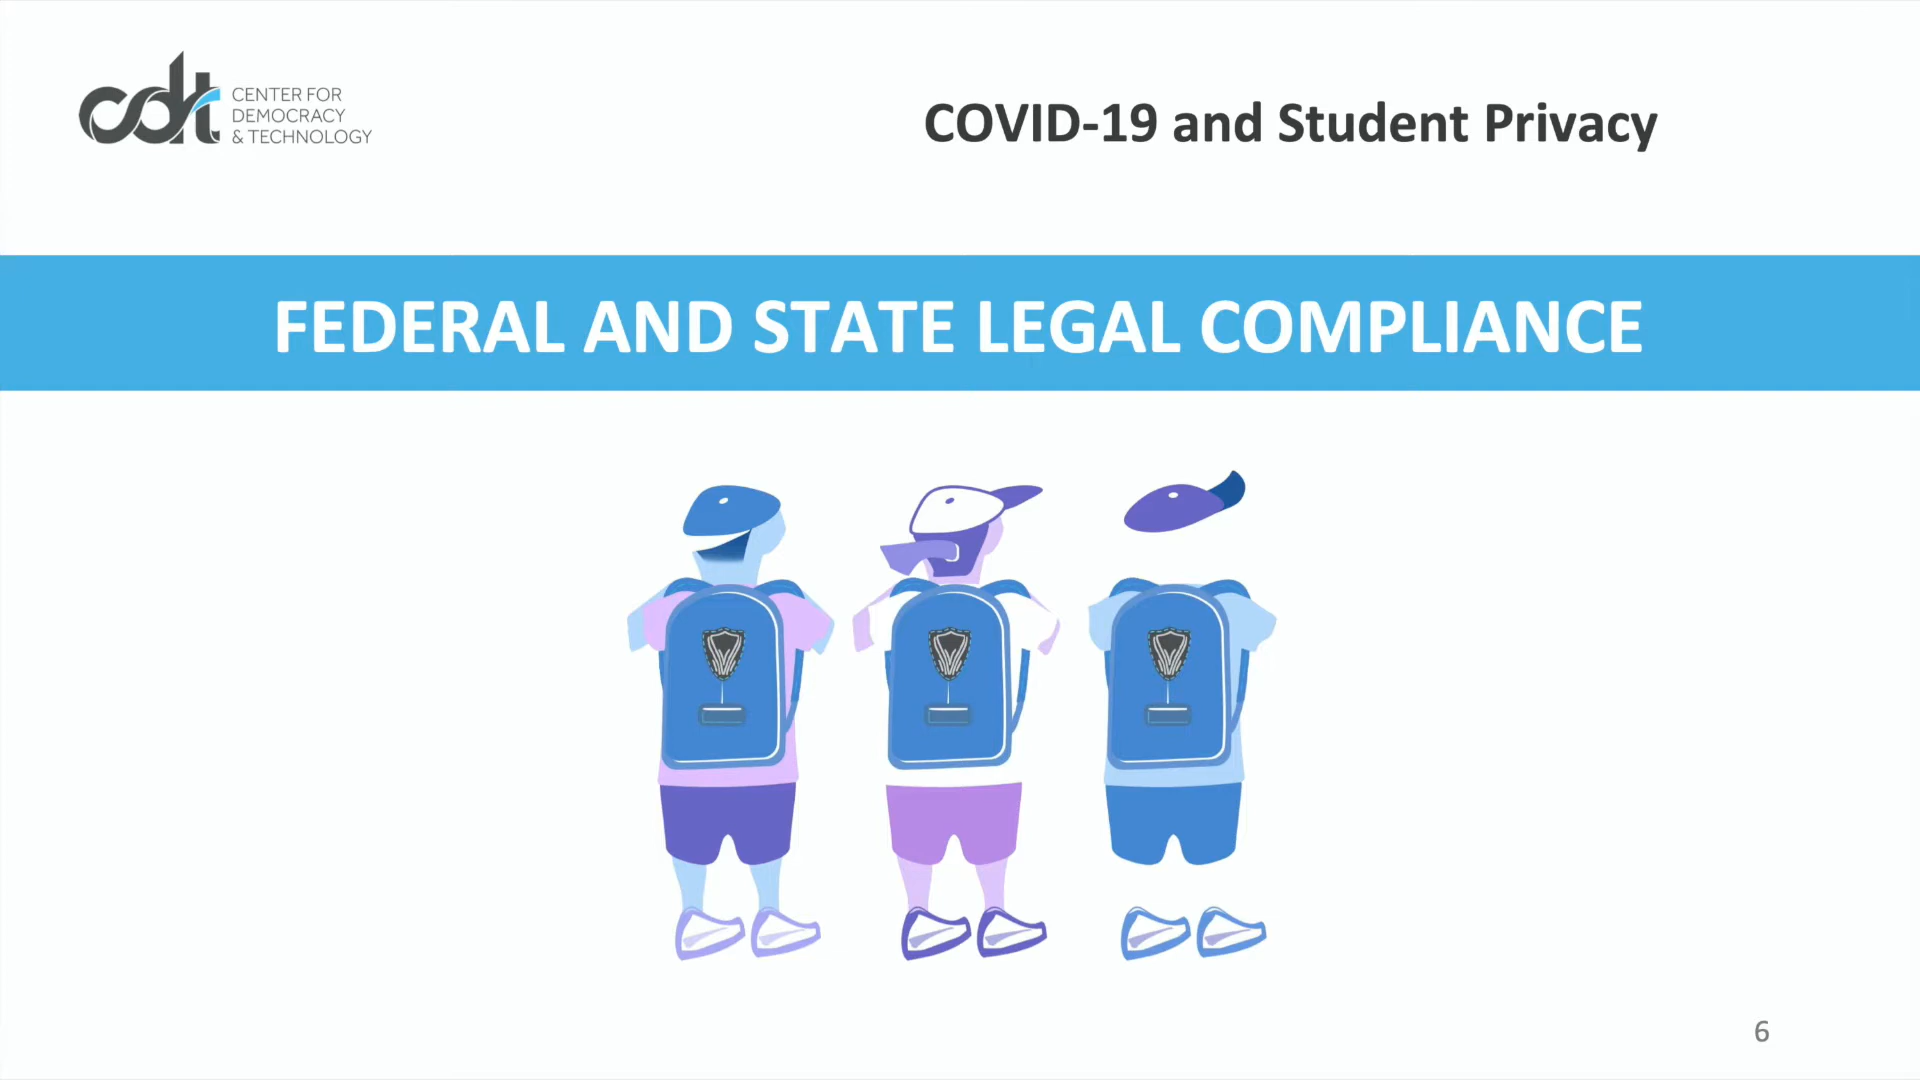 cdt
CENTER FOR
DEMOCRACY
& TECHNOLOGY
COVID-19 and Student Privacy
FEDERAL AND STATE LEGAL COMPLIANCE
6